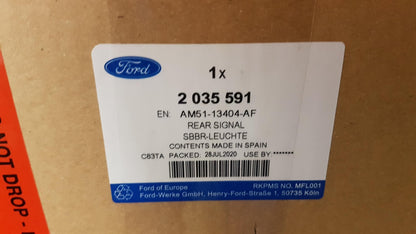 Ford
1x
2 035 591
EN: AM51-13404-AF
REAR SIGNAL
SBBR-LEUCHTE
CONTENTS MADE IN SPAIN
C83TA PACKED: 28JUL2020 USE BY *******
Ford of Europe RKPMS NO. MFL001
Ford-Werke GmbH, Henry-Ford-Straße 1, 50735 Köln
NOT DROP -